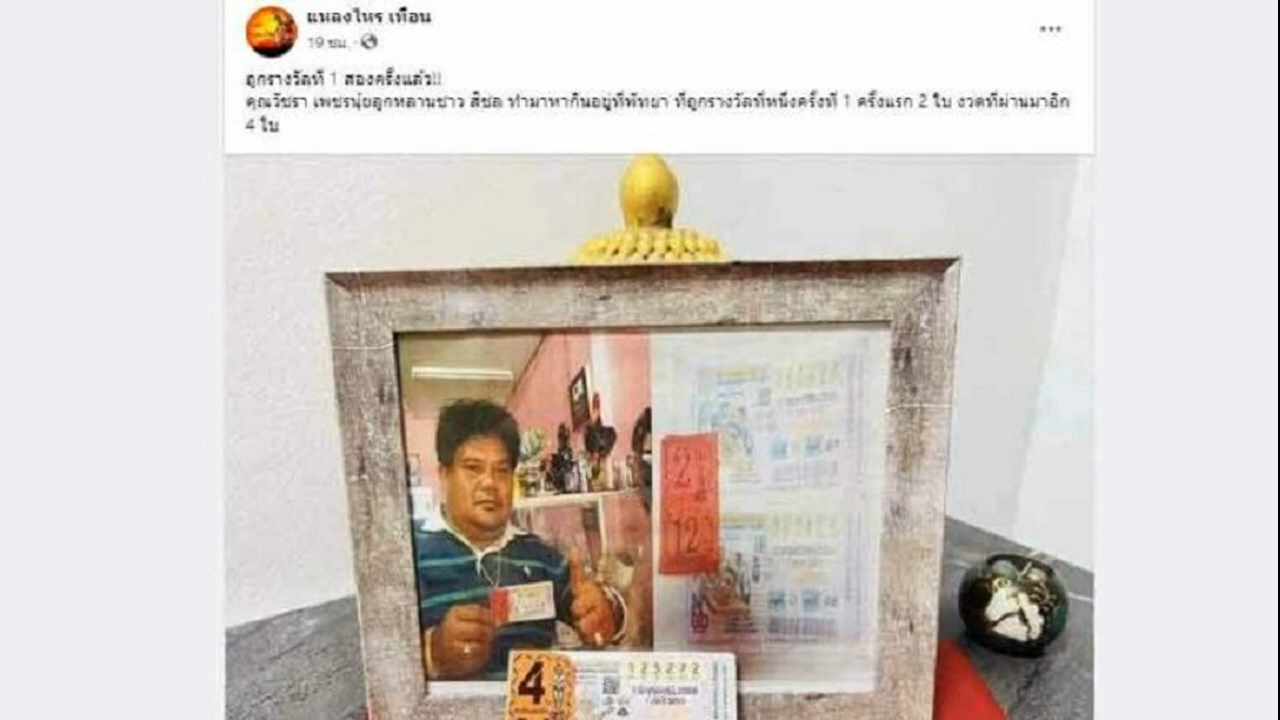 แหลงไหร เทือน
19 ชม.
ถูกรางวัลที่ 1 สองครั้งแล้ว!!
คุณวัชรา เพชรนุ่ยลูกหลานชาว สิชล ทำมาหากินอยู่ที่พัทยา ที่ถูกรางวัลที่หนึ่งครั้งที่ 1 ครั้งแรก 2 ใบ งวดที่ผ่านมาอีก
4 ใบ
2
12
4